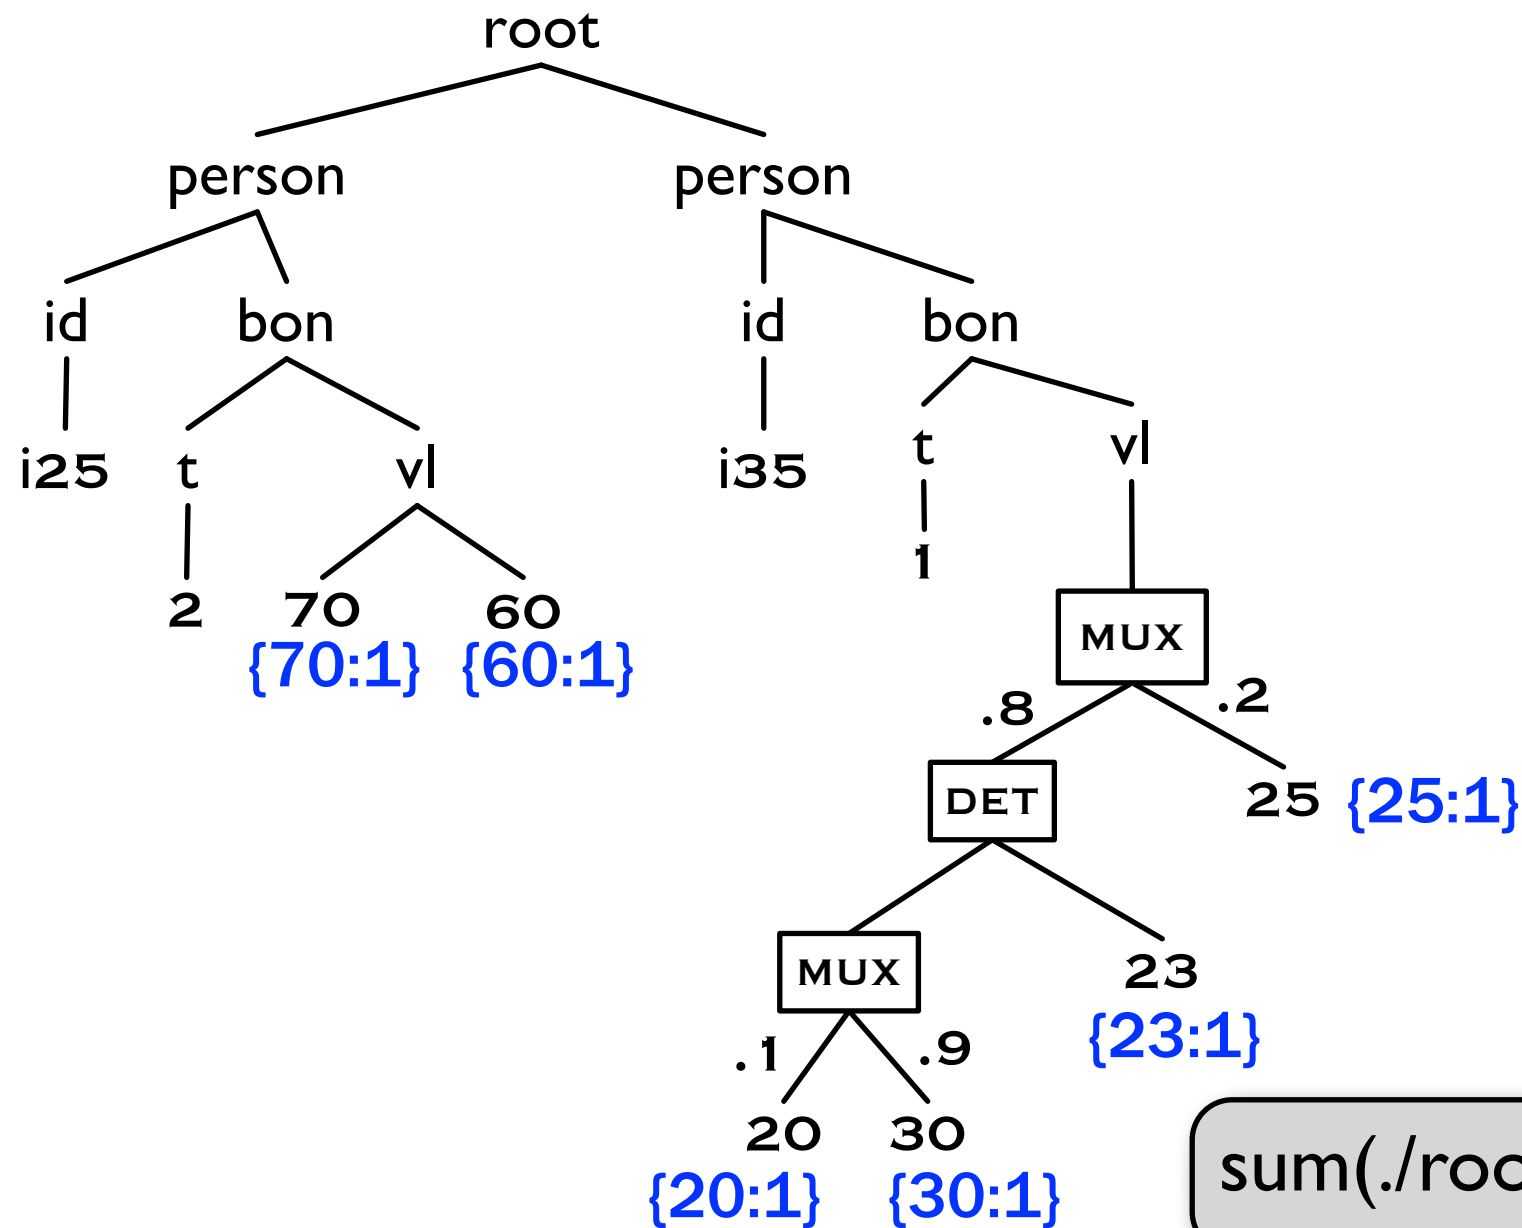 root
person person
id bon id bon
i25 t vl i35 t vl
2 70 60 1
{70:1} {60:1} MUX
.8 .2
DET 25 {25:1}
MUX 23
{23:1}
.1 .9
20 30
{20:1} {30:1}
sum(./roo